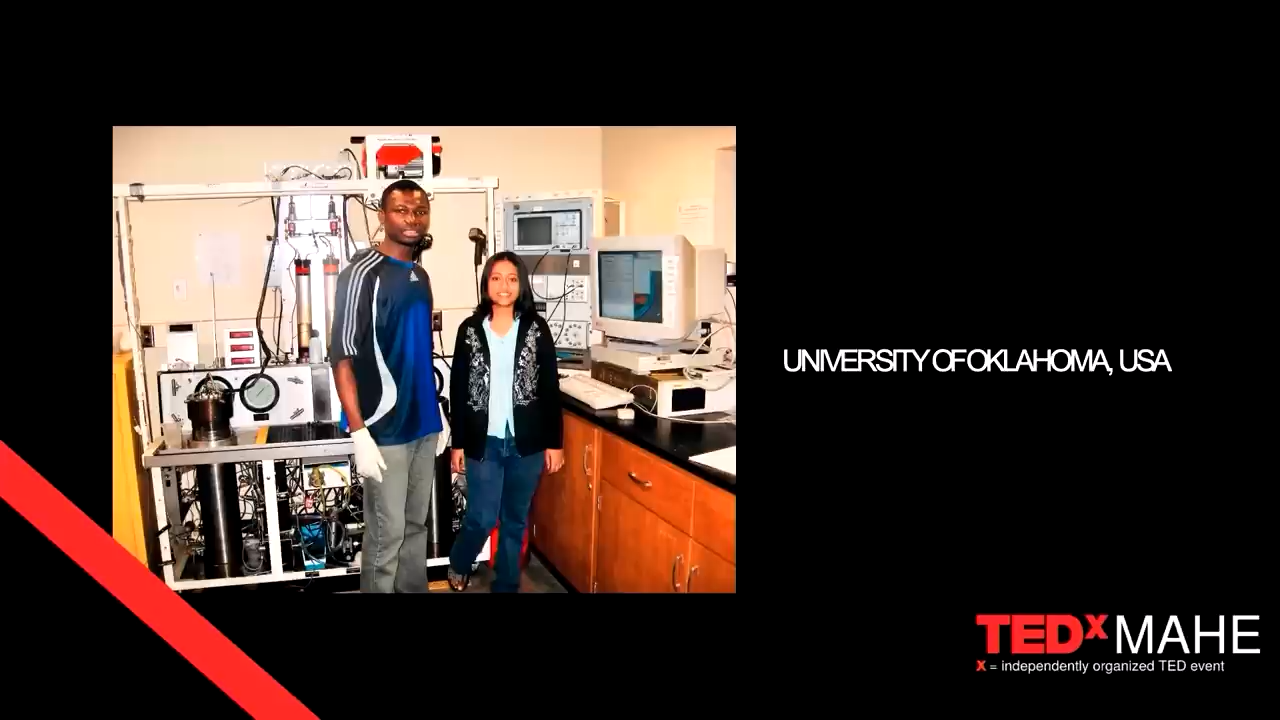 UNIVERSITY OF OKLAHOMA, USA
TEDxMAHE
x = independently organized TED event